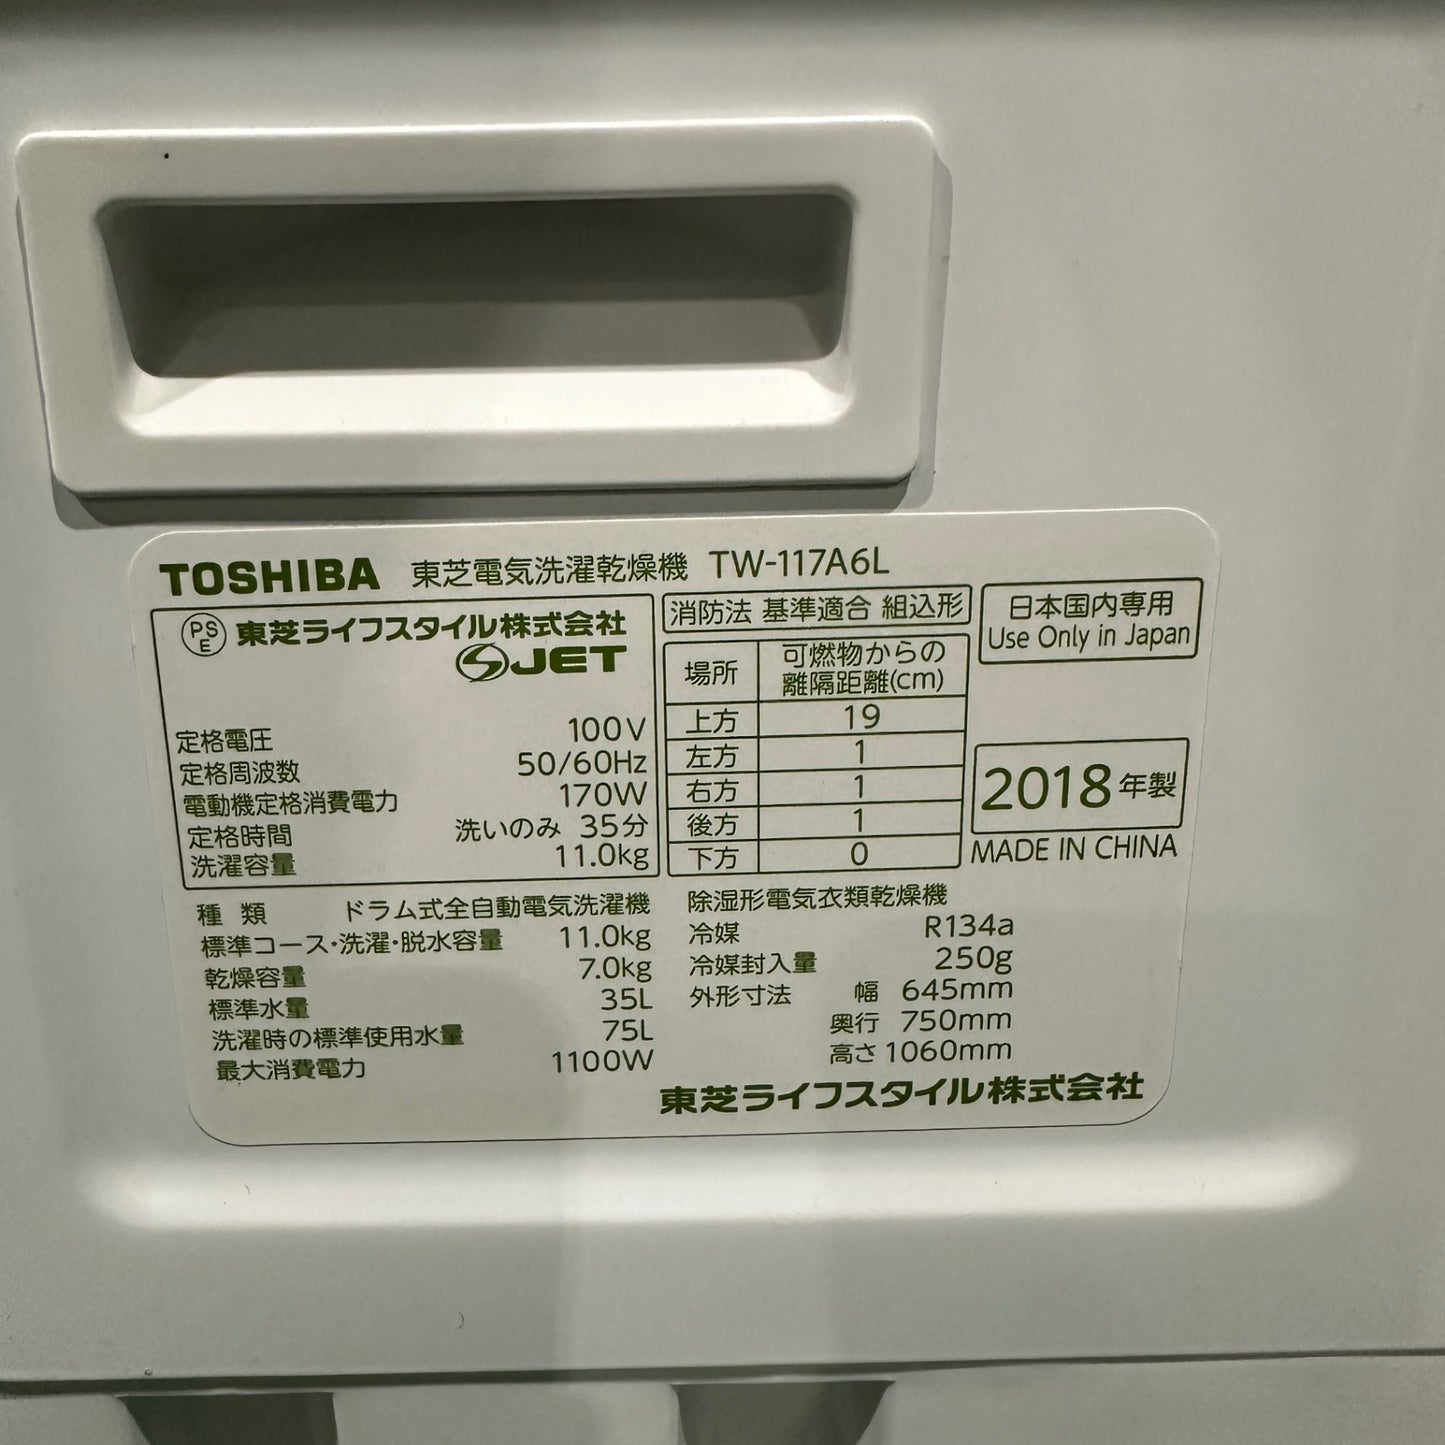 TOSHIBA 東芝電気洗濯乾燥機 TW-117A6L
PS
E
東芝ライフスタイル株式会社
JET
定格電圧 100V
定格周波数 50/60Hz
電動機定格消費電力 170W
定格時間 洗いのみ 35分
洗濯容量 11.0kg
消防法 基準適合 組込形
場所 可燃物からの
離隔距離(cm)
上方 19
左方 1
右方 1
後方 1
下方 0
日本国内専用
Use Only in Japan
2018年製
MADE IN CHINA
種 類 ドラム式全自動電気洗濯機
標準コース・洗濯・脱水容量 11.0kg
乾燥容量 7.0kg
標準水量 35L
洗濯時の標準使用水量 75L
最大消費電力 1100W
除湿形電気衣類乾燥機
冷媒 R134a
冷媒封入量 250g
外形寸法 幅 645mm
奥行 750mm
高さ 1060mm
東芝ライフスタイル株式会社